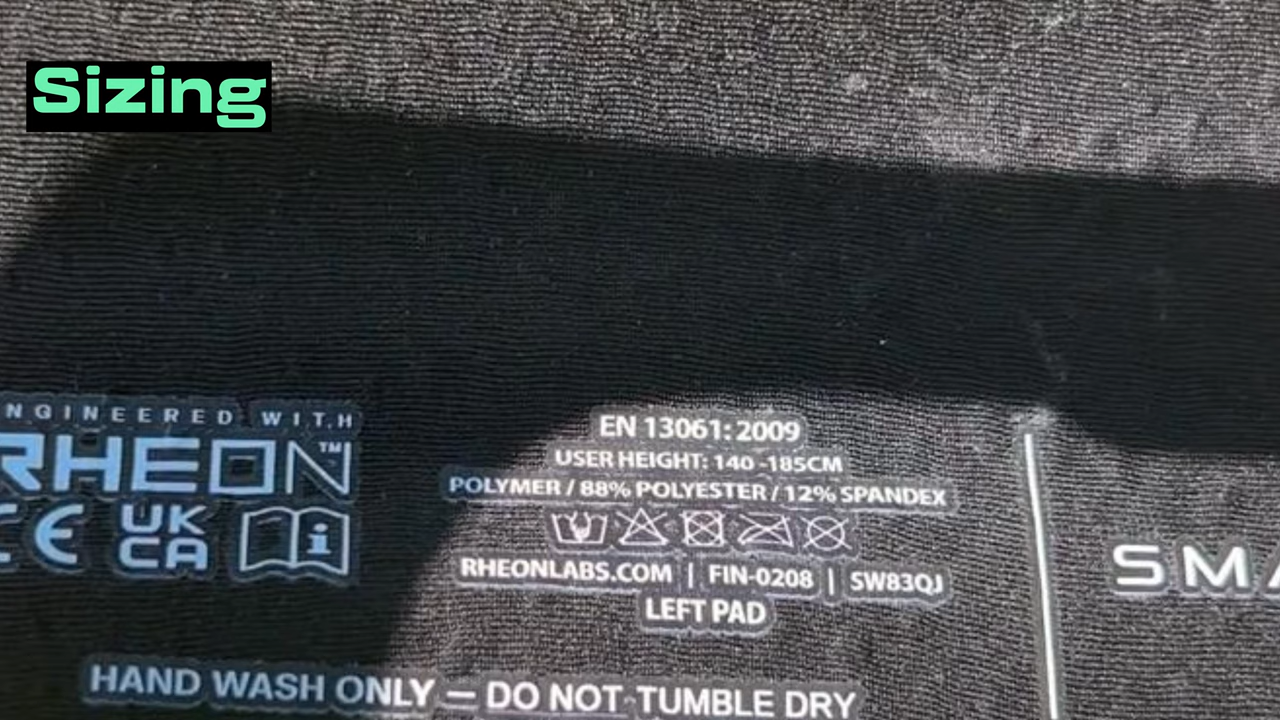 Sizing
NGINEERED WITH
RHEON™
CE UK
CA
EN 13061:2009
USER HEIGHT: 140 -185CM
POLYMER / 88% POLYESTER / 12% SPANDEX
RHEONLABS.COM | FIN-0208 | SW83QJ
LEFT PAD
HAND WASH ONLY — DO NOT TUMBLE DRY
SMA